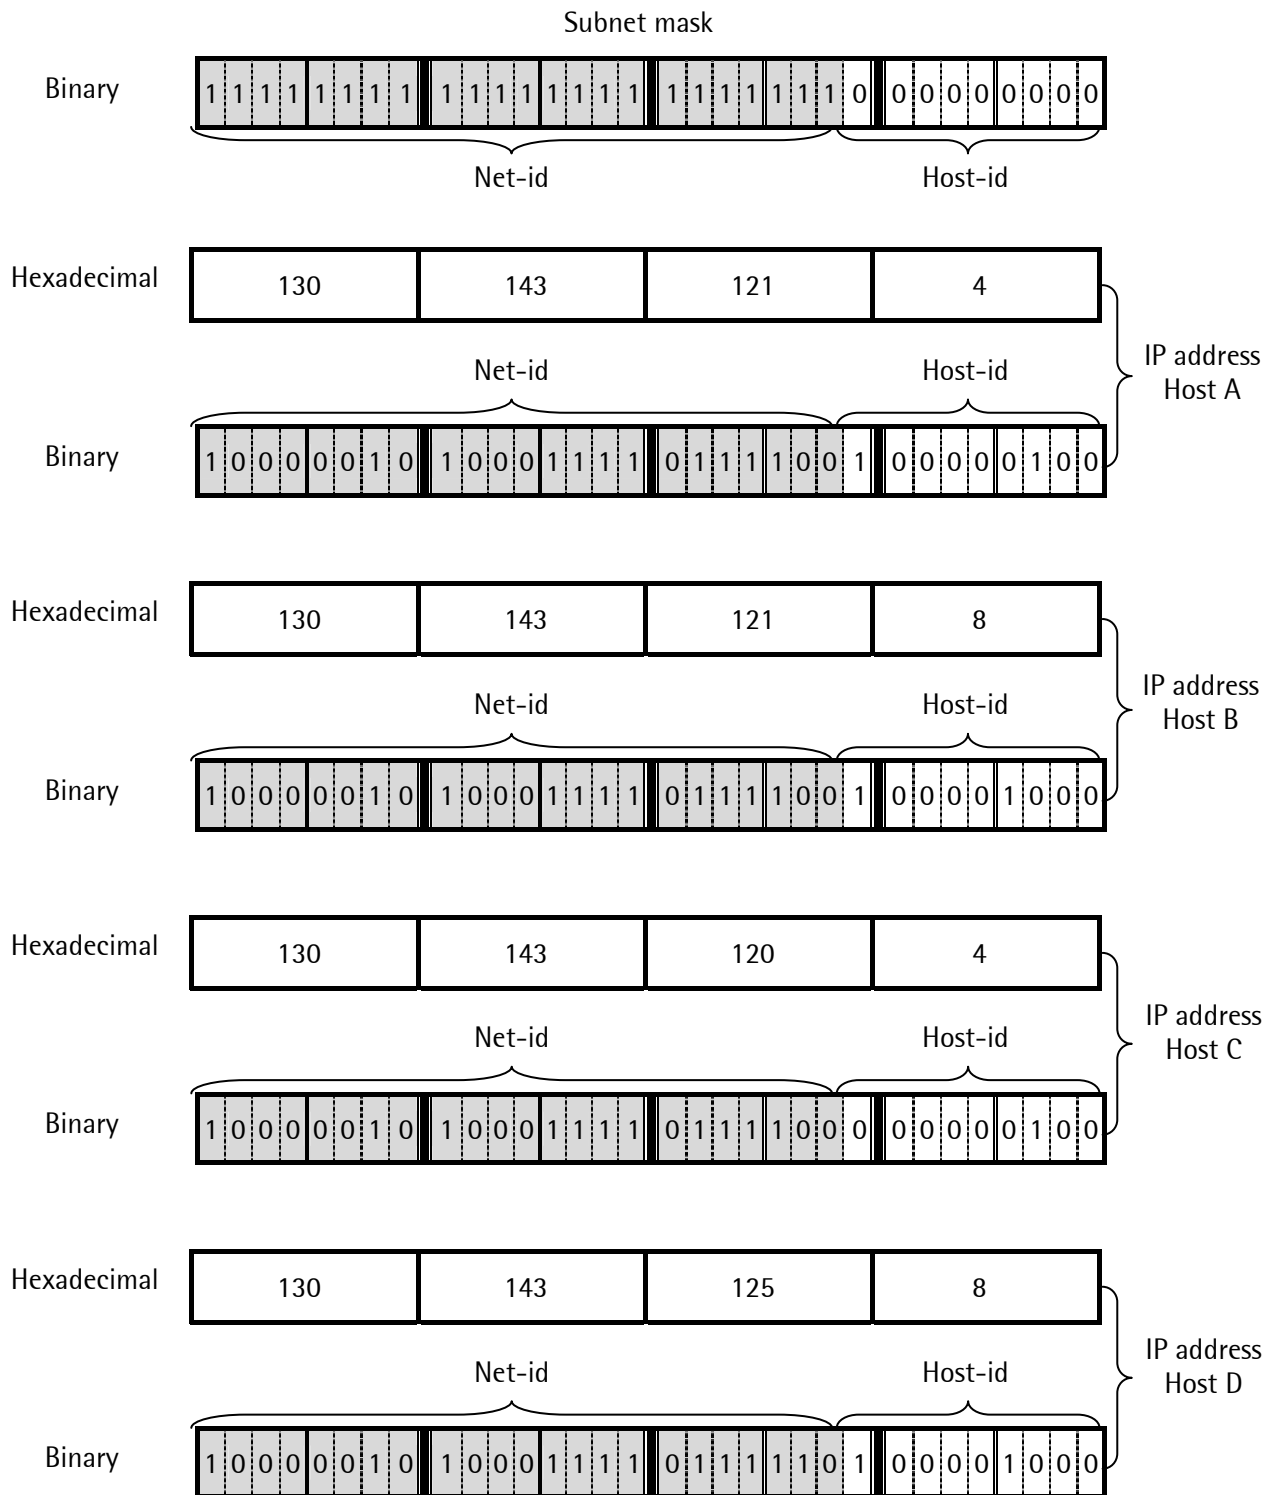 Subnet mask
Binary 1 1 1 1 1 1 1 1 1 1 1 1 1 1 1 1 1 1 1 1 1 1 1 0 0 0 0 0 0 0 0 0
Net-id Host-id
Hexadecimal 130 143 121 4
Net-id Host-id
IP address
Host A
Binary 1 0 0 0 0 0 1 0 1 0 0 0 1 1 1 1 0 1 1 1 1 0 0 1 0 0 0 0 0 1 0 0
Hexadecimal 130 143 121 8
Net-id Host-id
IP address
Host B
Binary 1 0 0 0 0 0 1 0 1 0 0 0 1 1 1 1 0 1 1 1 1 0 0 1 0 0 0 0 1 0 0 0
Hexadecimal 130 143 120 4
Net-id Host-id
IP address
Host C
Binary 1 0 0 0 0 0 1 0 1 0 0 0 1 1 1 1 0 1 1 1 1 0 0 0 0 0 0 0 0 1 0 0
Hexadecimal 130 143 125 8
Net-id Host-id
IP address
Host D
Binary 1 0 0 0 0 0 1 0 1 0 0 0 1 1 1 1 0 1 1 1 1 1 0 1 0 0 0 0 1 0 0 0